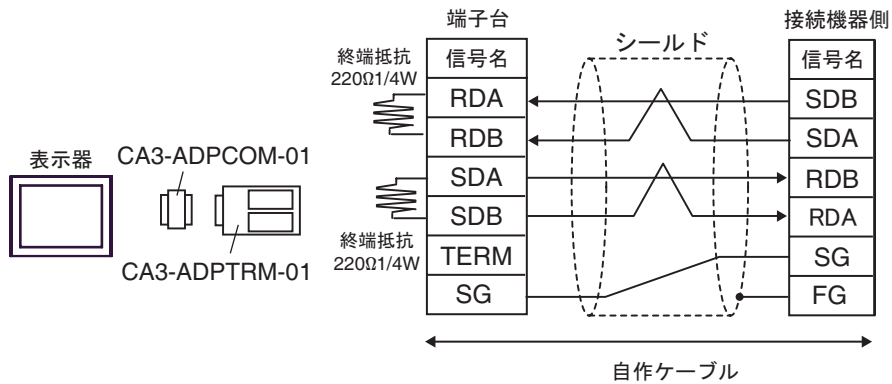 端子台
接続機器側
シールド
終端抵抗
220Ω1/4W
信号名
RDA
RDB
SDA
SDB
TERM
SG
信号名
SDB
SDA
RDB
RDA
SG
FG
表示器
CA3-ADPCOM-01
CA3-ADPTRM-01
終端抵抗
220Ω1/4W
自作ケーブル